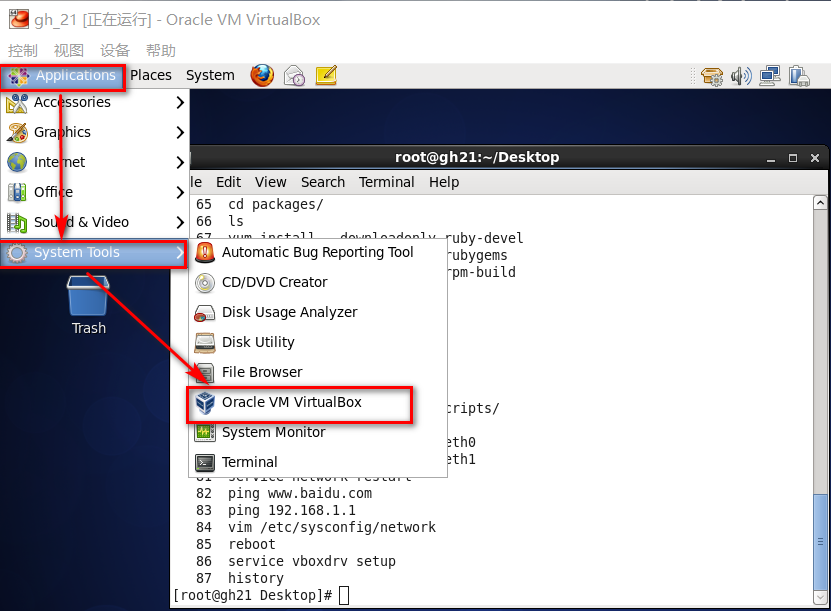 gh_21 [正在运行] - Oracle VM VirtualBox
控制 视图 设备 帮助
Applications Places System
Accessories
Graphics
Internet
Office
Sound & Video
System Tools
Trash
root@gh21:~/Desktop
le Edit View Search Terminal Help
65 cd packages/
66 ls
67 yum install --downloadonly ruby-devel
rubygems
rpm-build
Automatic Bug Reporting Tool
CD/DVD Creator
Disk Usage Analyzer
Disk Utility
File Browser
Oracle VM VirtualBox
System Monitor
Terminal
cripts/
eth0
eth1
81 service network restart
82 ping www.baidu.com
83 ping 192.168.1.1
84 vim /etc/sysconfig/network
85 reboot
86 service vboxdrv setup
87 history
[root@gh21 Desktop]#